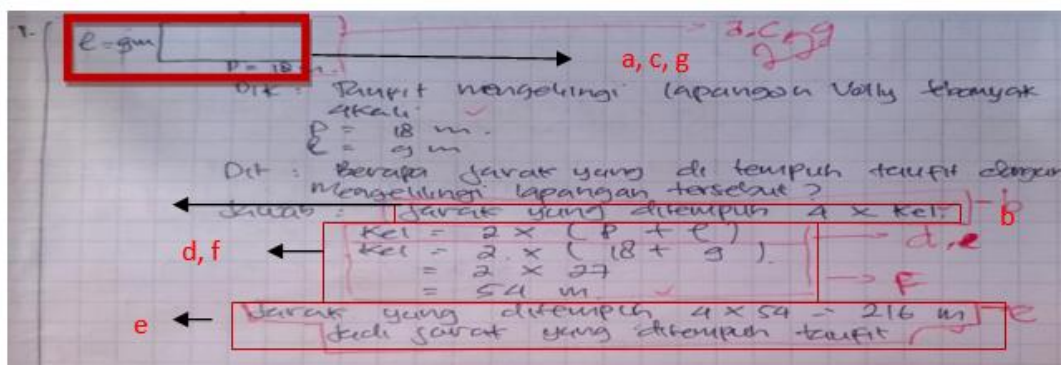 1. l = 9m a, c, g
a, c, g
P = 18 m.
Dik : Taufit mengelilingi lapangan Volly sebanyak
4 kali.
P = 18 m.
l = 9 m
Dit : Berapa jarak yang di tempuh taufit dengan
mengelilingi lapangan tersebut?
Jawab : Jarak yang ditempuh 4 x Kel. b
b
Kel = 2 x (P + l) d, e
d, f
Kel = 2 x (18 + 9).
= 2 x 27 F
= 54 m.
e
Jarak yang ditempuh 4 x 54 = 216 m e
Jadi jarak yang ditempuh taufit